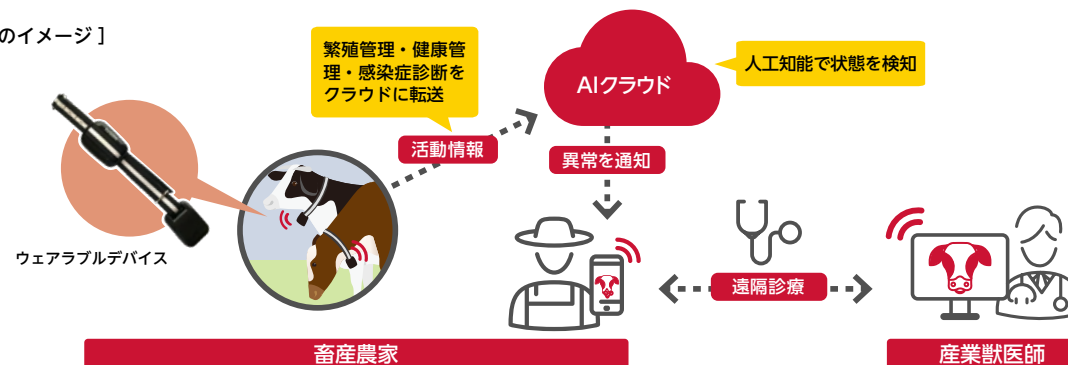 のイメージ ]
繁殖管理・健康管
理・感染症診断を
クラウドに転送
AIクラウド
人工知能で状態を検知
活動情報
異常を通知
ウェアラブルデバイス
遠隔診療
畜産農家
産業獣医師